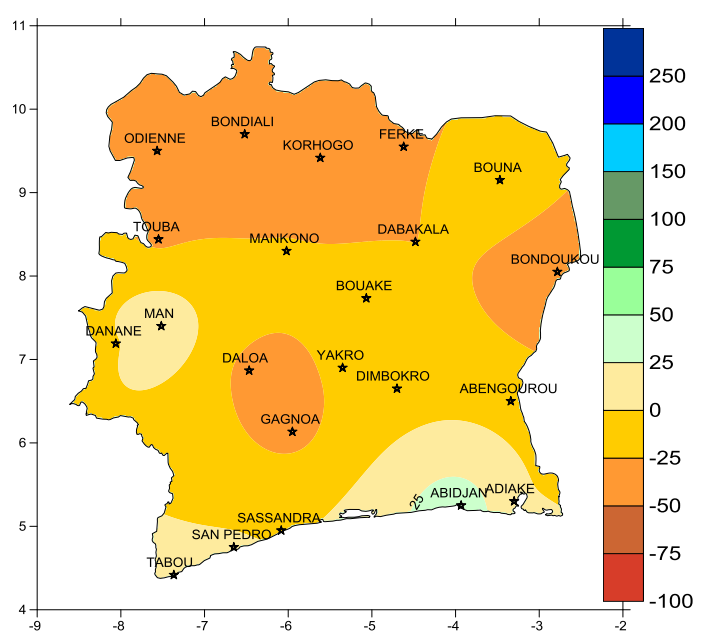 11
10
9
8
7
6
5
4
-9 -8 -7 -6 -5 -4 -3 -2
BONDIALI
FERKE
ODIENNE
KORHOGO
BOUNA
TOUBA
DABAKALA
MANKONO
BONDOUKOU
BOUAKE
MAN
DANANE
DALOA
YAKRO
DIMBOKRO
ABENGOUROU
GAGNOA
25
ABIDJAN
ADIAKE
SASSANDRA
SAN PEDRO
TABOU
250
200
150
100
75
50
25
0
-25
-50
-75
-100